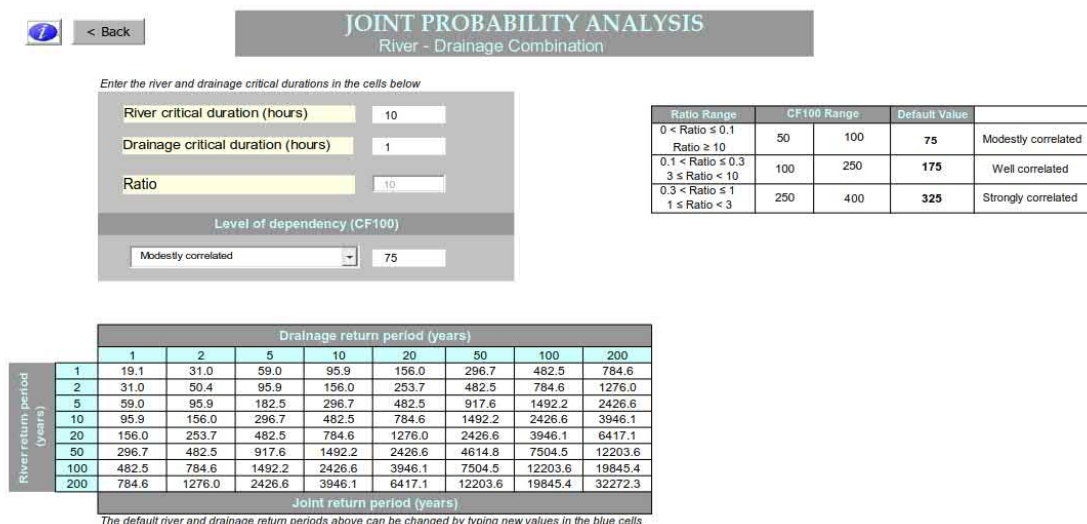 JOINT PROBABILITY ANALYSIS
i < Back
River - Drainage Combination
Enter the river and drainage critical durations in the cells below
River critical duration (hours) 10
Drainage critical duration (hours) 1
Ratio 10
Level of dependency (CF100)
Modestly correlated 75
Ratio Range CF100 Range Default Value
0 < Ratio ≤ 0.1
Ratio ≥ 10 50 100 75 Modestly correlated
0.1 < Ratio ≤ 0.3
3 ≤ Ratio < 10 100 250 175 Well correlated
0.3 < Ratio ≤ 1
1 ≤ Ratio < 3 250 400 325 Strongly correlated
Drainage return period (years)
1 2 5 10 20 50 100 200
River return period
(years)
1 19.1 31.0 59.0 95.9 156.0 296.7 482.5 784.6
2 31.0 50.4 95.9 156.0 253.7 482.5 784.6 1276.0
5 59.0 95.9 182.5 296.7 482.5 917.6 1492.2 2426.6
10 95.9 156.0 296.7 482.5 784.6 1492.2 2426.6 3946.1
20 156.0 253.7 482.5 784.6 1276.0 2426.6 3946.1 6417.1
50 296.7 482.5 917.6 1492.2 2426.6 4614.8 7504.5 12203.6
100 482.5 784.6 1492.2 2426.6 3946.1 7504.5 12203.6 19845.4
200 784.6 1276.0 2426.6 3946.1 6417.1 12203.6 19845.4 32272.3
Joint return period (years)
The default river and drainage return periods above can be changed by typing new values in the blue cells